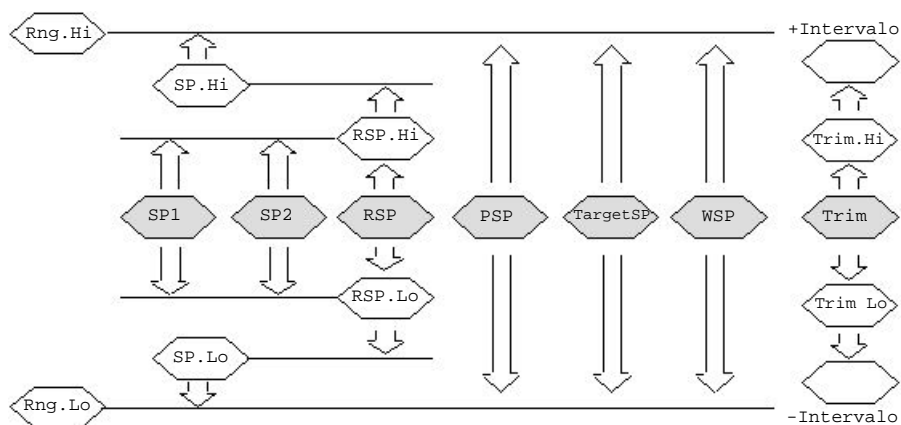 Rng.Hi
+Intervalo
SP.Hi
RSP.Hi
Trim.Hi
SP1
SP2
RSP
PSP
TargetSP
WSP
Trim
RSP.Lo
Trim Lo
SP.Lo
Rng.Lo
-Intervalo